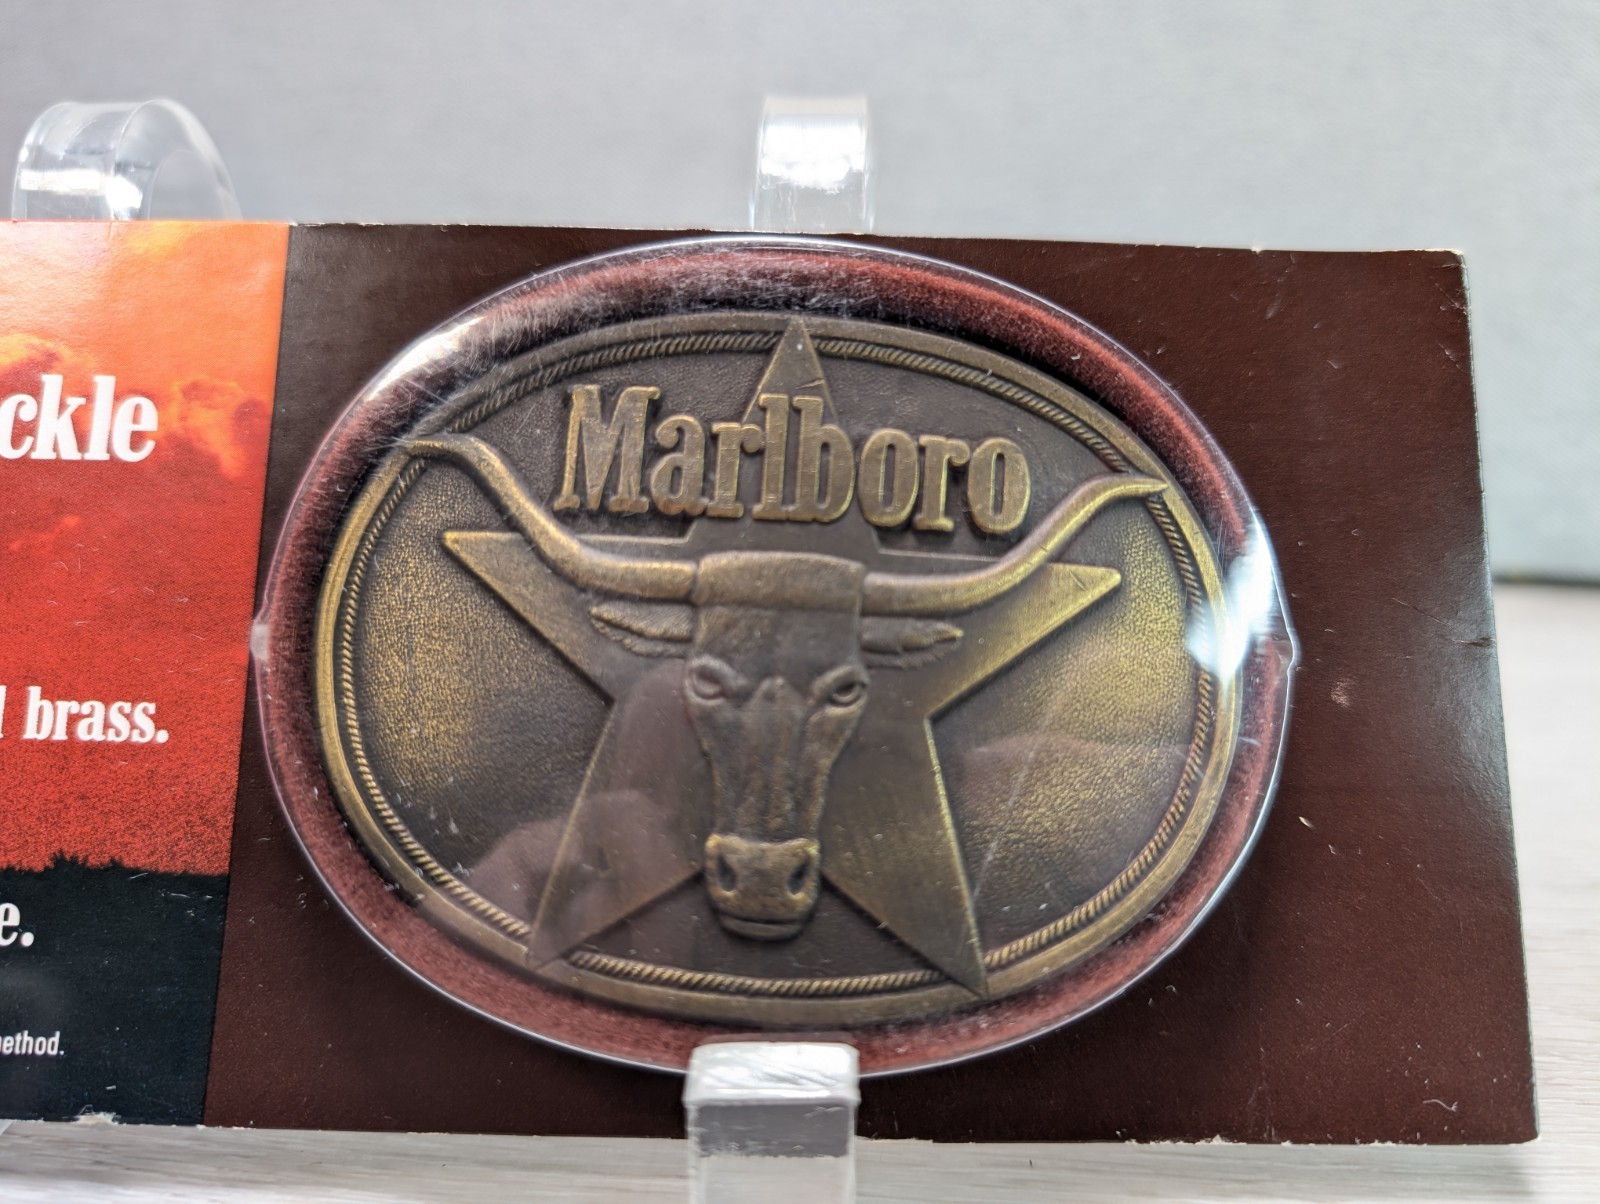 ckle
Marlboro
brass.
e.
ethod.